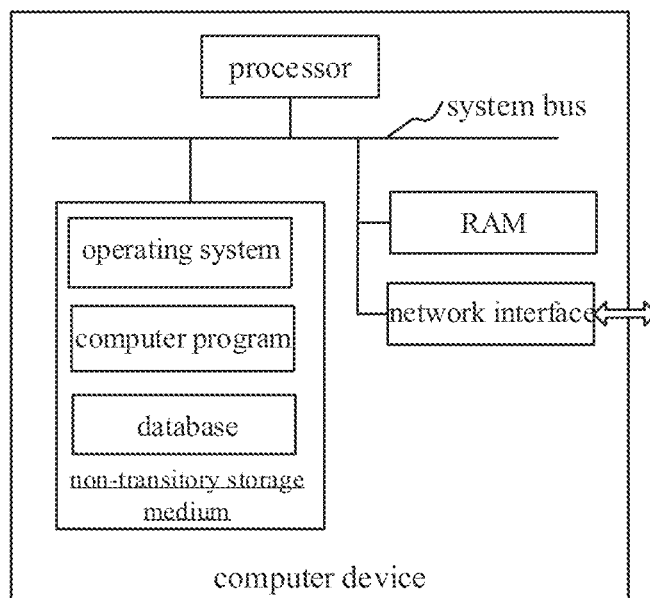 processor
system bus
operating system
RAM
computer program
network interface
database
non-transitory storage
medium
computer device